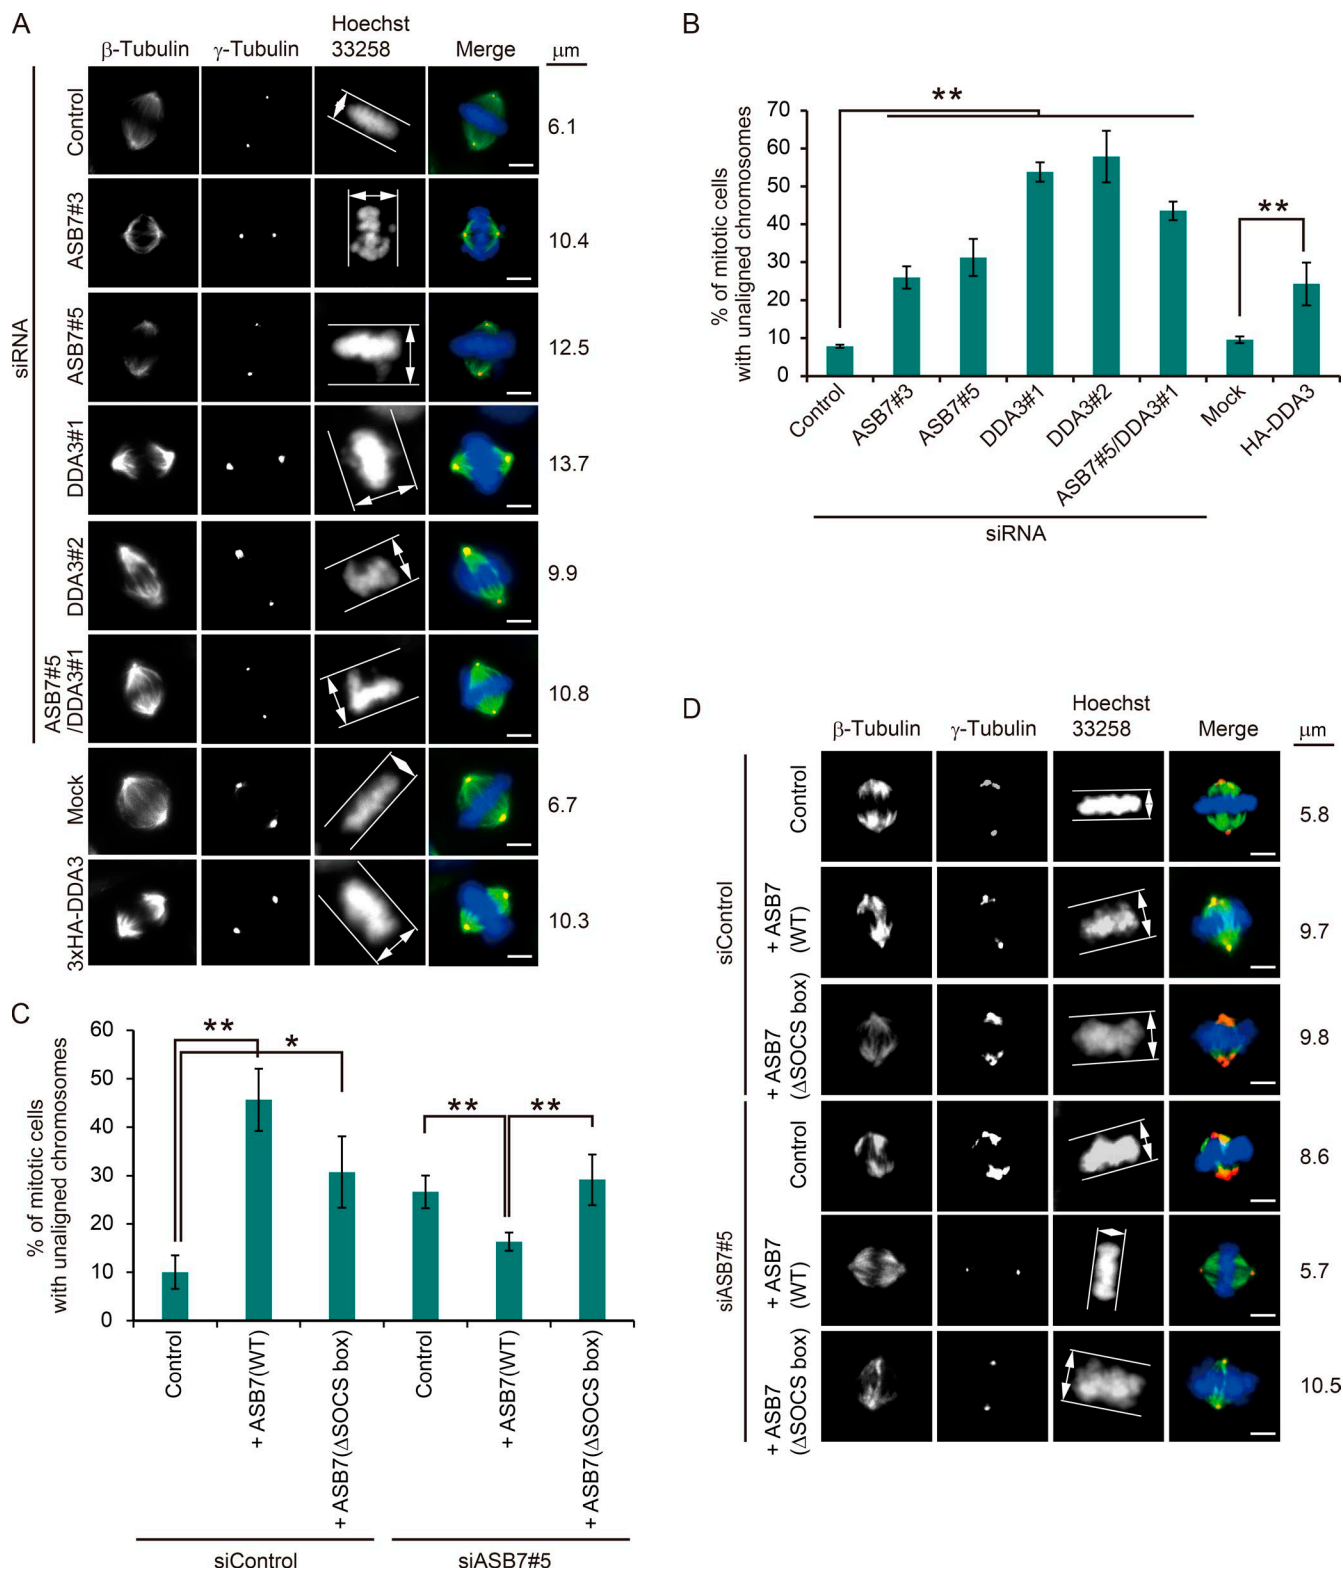 A
β-Tubulin γ-Tubulin Hoechst 33258 Merge μm
siRNA
Control 6.1
ASB7#3 10.4
ASB7#5 12.5
DDA3#1 13.7
DDA3#2 9.9
ASB7#5
/DDA3#1 10.8
Mock 6.7
3xHA-DDA3 10.3
B
% of mitotic cells
with unaligned chromosomes
70
60
50
40
30
20
10
0
** **
Control ASB7#3 ASB7#5 DDA3#1 DDA3#2 ASB7#5/DDA3#1 Mock HA-DDA3
siRNA
C
% of mitotic cells
with unaligned chromosomes
60
50
40
30
20
10
0
** * ** **
Control + ASB7(WT) + ASB7(ΔSOCS box) Control + ASB7(WT) + ASB7(ΔSOCS box)
siControl siASB7#5
D
β-Tubulin γ-Tubulin Hoechst 33258 Merge μm
siControl
Control 5.8
+ ASB7
(WT) 9.7
+ ASB7
(ΔSOCS box) 9.8
siASB7#5
Control 8.6
+ ASB7
(WT) 5.7
+ ASB7
(ΔSOCS box) 10.5